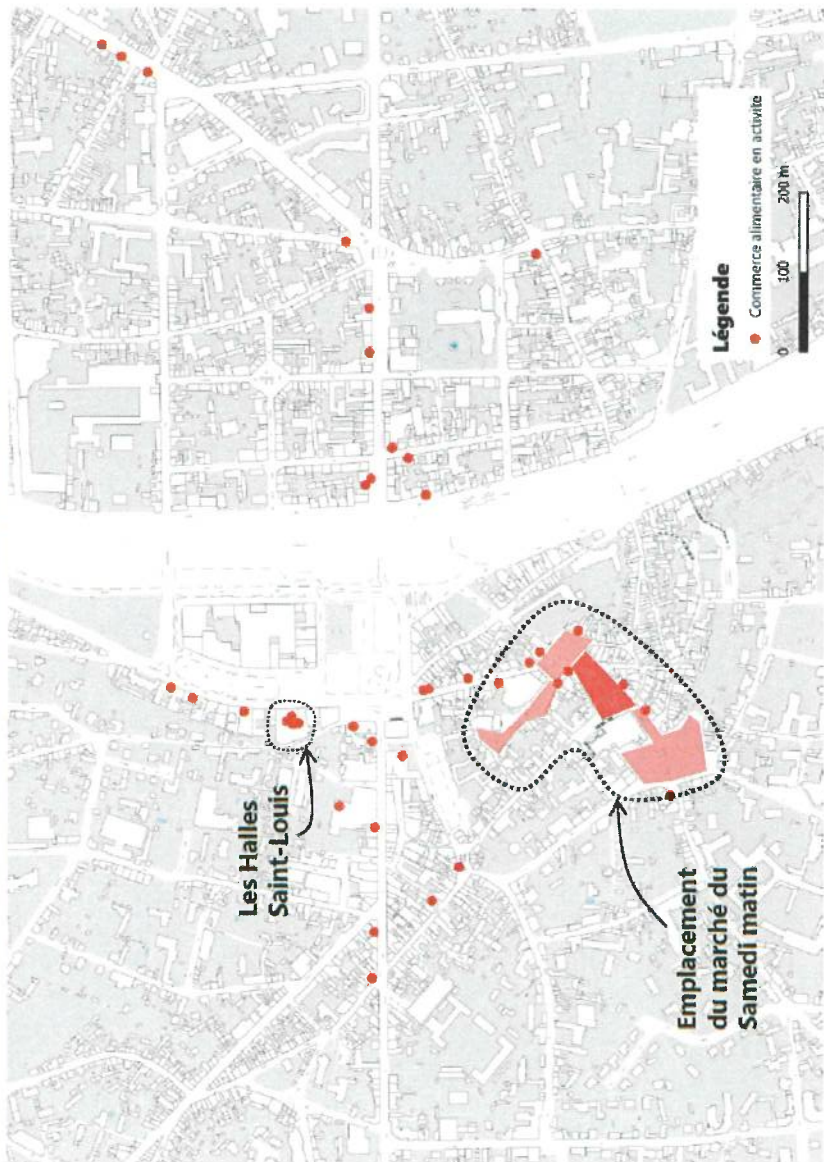 Les Halles
Saint-Louis
Emplacement
du marché du
Samedi matin
Légende
Commerce alimentaire en activité
0 100 200 m